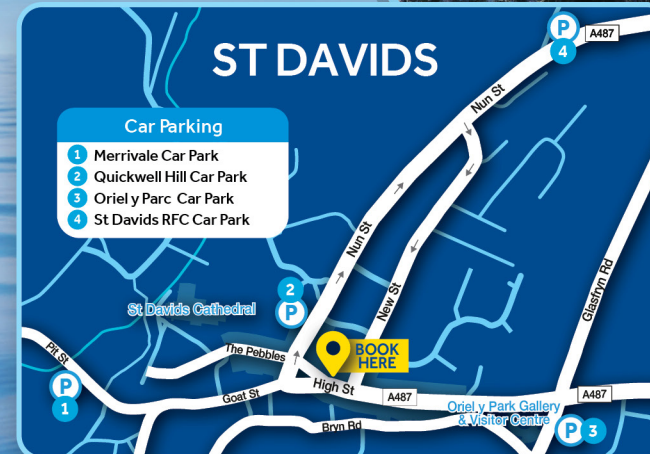 ST DAVIDS
P
4
A487
Car Parking
1 Merrivale Car Park
2 Quickwell Hill Car Park
3 Oriel y Parc Car Park
4 St Davids RFC Car Park
Nun St
Nun St
New St
Glasfryn Rd
2
P
St Davids Cathedral
The Pebbles
BOOK
HERE
Pit St
P
1
Goat St
High St
A487
A487
Oriel y Park Gallery
& Visitor Centre
P 3
Bryn Rd